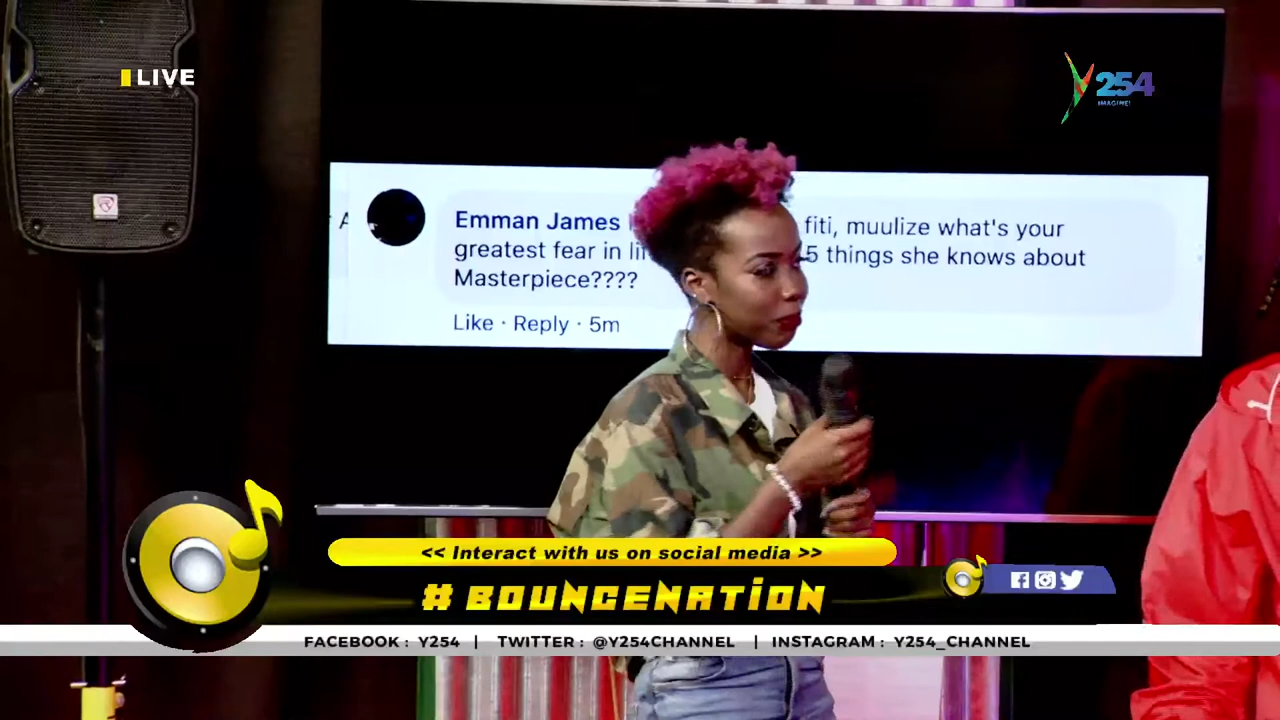 LIVE
254
IMAGINE!
Emman James fiti, muulize what's your
greatest fear in 5 things she knows about
Masterpiece????
Like · Reply · 5m
<< Interact with us on social media >>
# BOUNCENATION
FACEBOOK : Y254 | TWITTER : @Y254CHANNEL | INSTAGRAM : Y254_CHANNEL